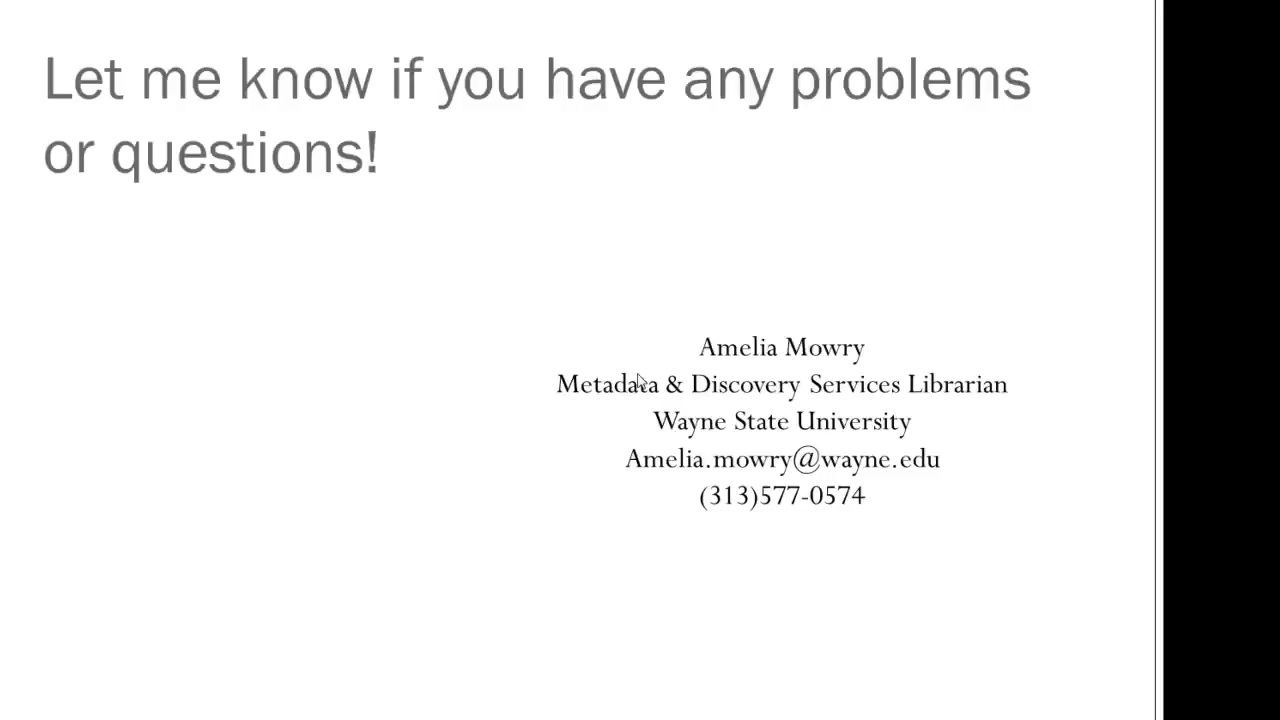 Let me know if you have any problems
or questions!
Amelia Mowry
Metadata & Discovery Services Librarian
Wayne State University
Amelia.mowry@wayne.edu
(313)577-0574